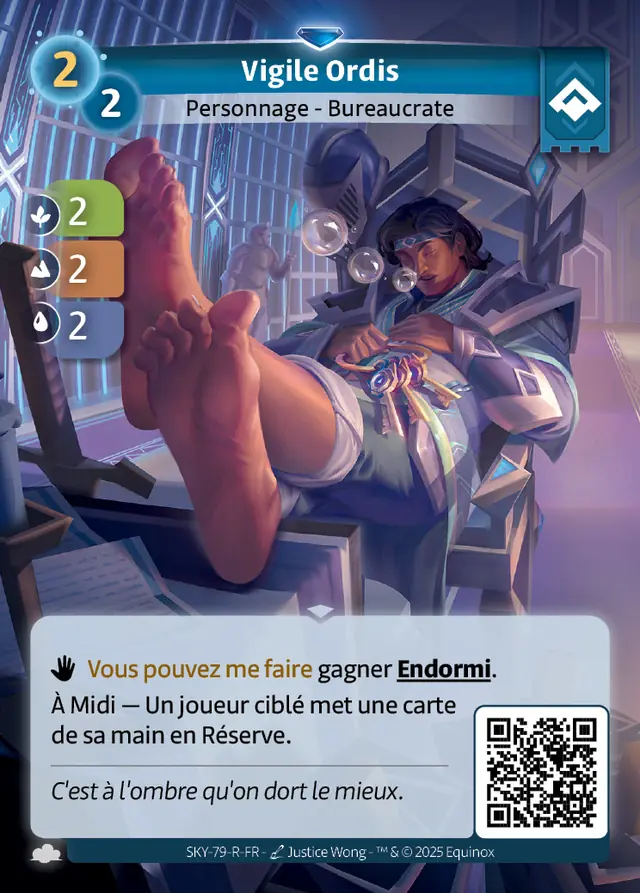 2
2
Vigile Ordis
Personnage - Bureaucrate
2
2
2
Vous pouvez me faire gagner Endormi.
À Midi — Un joueur ciblé met une carte
de sa main en Réserve.
C'est à l'ombre qu'on dort le mieux.
SKY-79-R-FR - Justice Wong - ™ & © 2025 Equinox